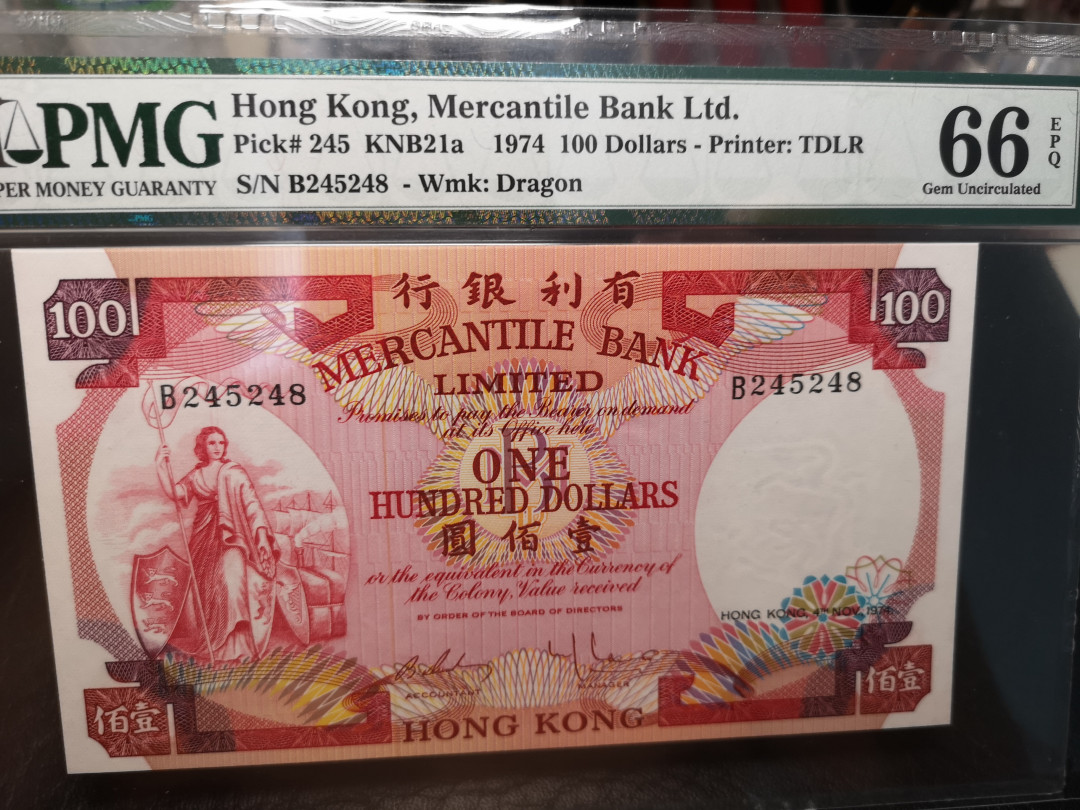 PMG
PER MONEY GUARANTY
Hong Kong, Mercantile Bank Ltd.
Pick# 245 KNB21a 1974 100 Dollars - Printer: TDLR
S/N B245248 - Wmk: Dragon
66
EPQ
Gem Uncirculated
PMG
100
行銀利有
100
MERCANTILE BANK
LIMITED
B245248
B245248
Promises to pay the Bearer on demand
at its Office here
ONE
HUNDRED DOLLARS
圓佰壹
or the equivalent in the Currency of
the Colony, Value received
BY ORDER OF THE BOARD OF DIRECTORS
HONG KONG, 4TH NOV. 1974
ACCOUNTANT
MANAGER
佰壹
HONG KONG
佰壹